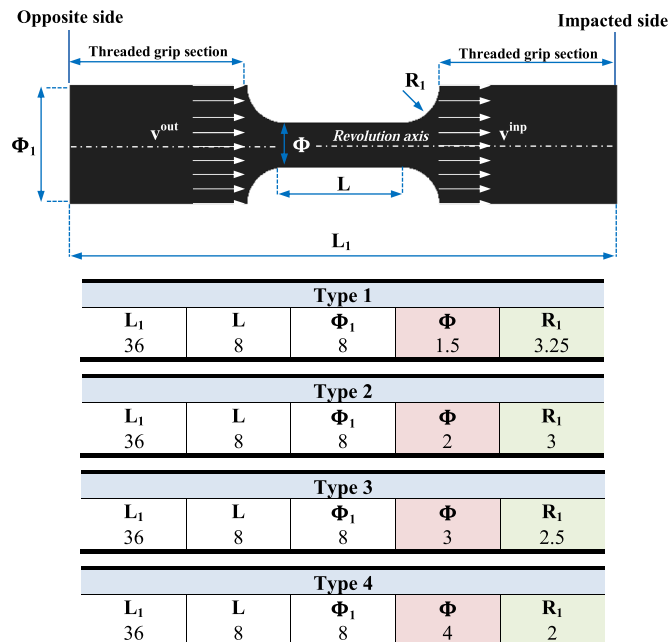 Opposite side
Impacted side
Threaded grip section
Threaded grip section
R₁
v^out
Revolution axis
v^inp
Φ₁
Φ
L
L₁
Type 1
L₁ L Φ₁ Φ R₁
36 8 8 1.5 3.25
Type 2
L₁ L Φ₁ Φ R₁
36 8 8 2 3
Type 3
L₁ L Φ₁ Φ R₁
36 8 8 3 2.5
Type 4
L₁ L Φ₁ Φ R₁
36 8 8 4 2